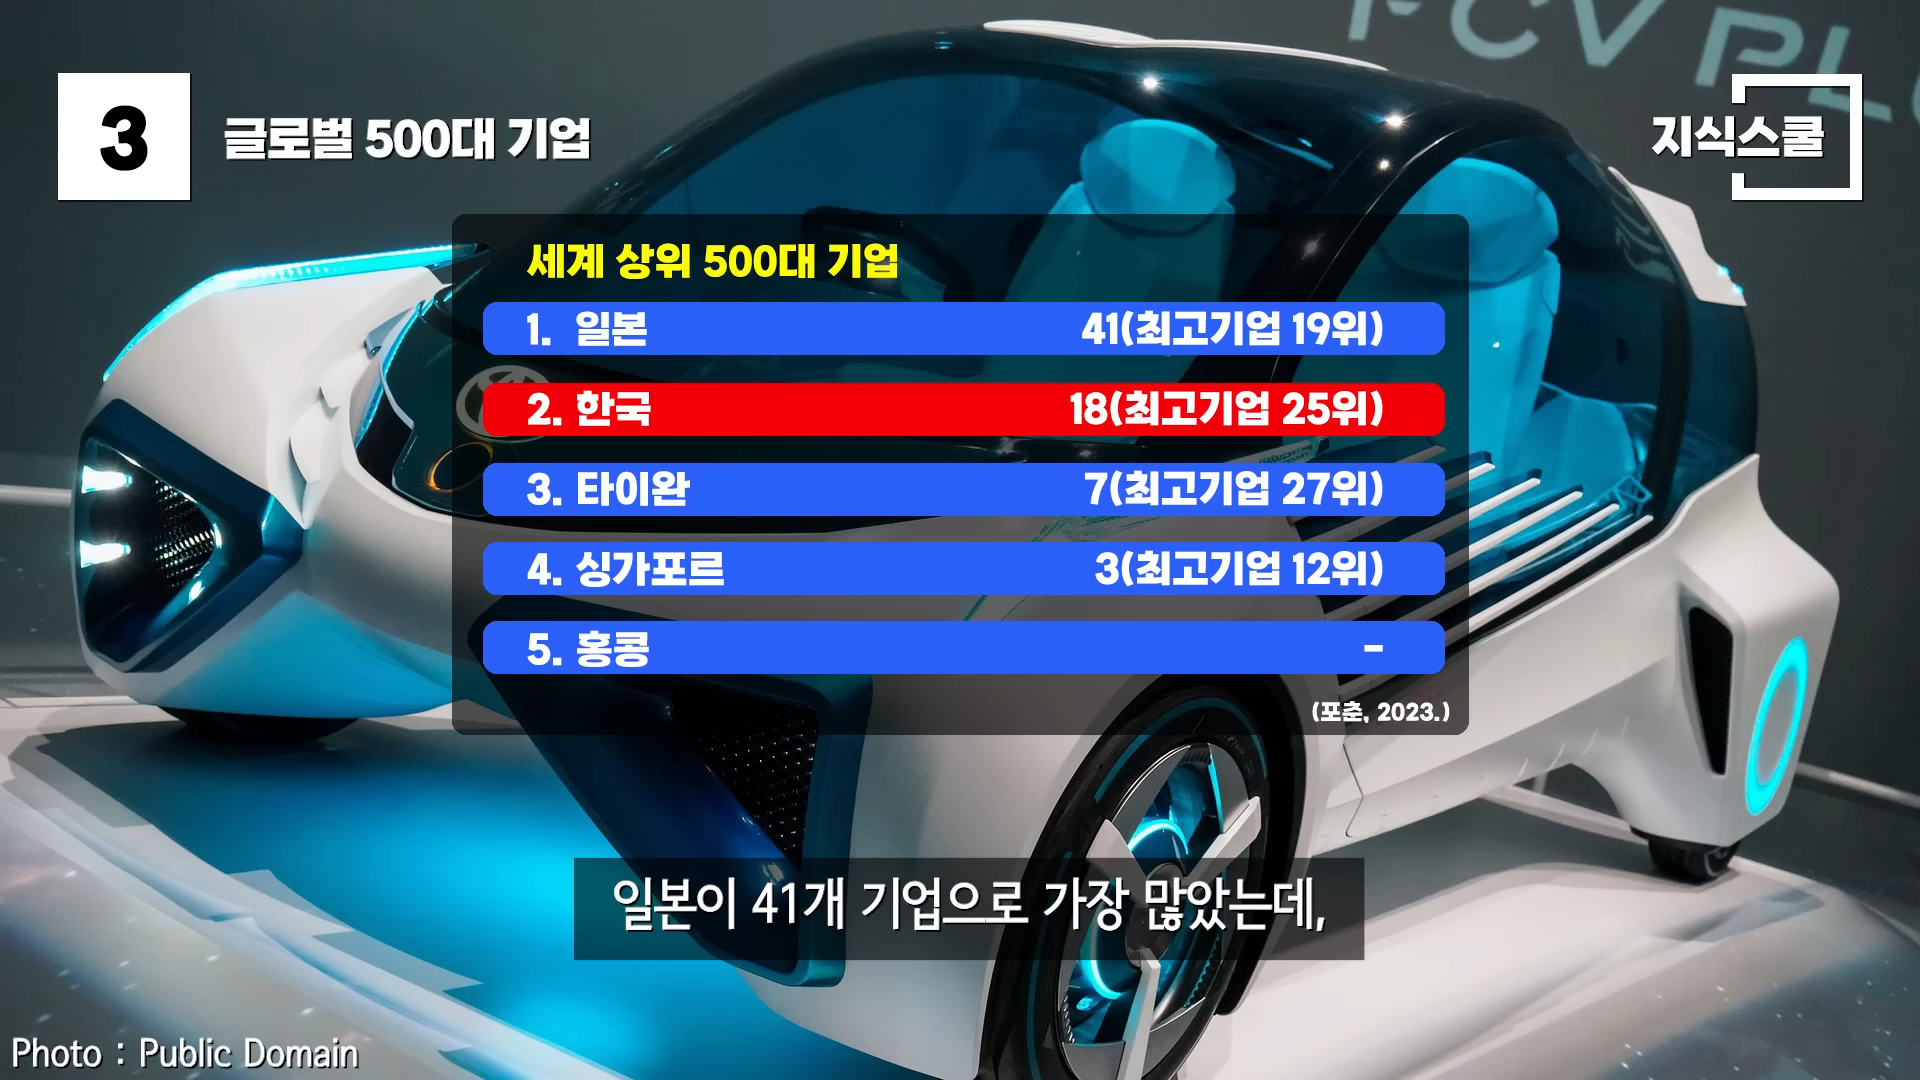 FCV PLU
3
글로벌 500대 기업
지식스쿨
세계 상위 500대 기업
1. 일본 41(최고기업 19위)
2. 한국 18(최고기업 25위)
3. 타이완 7(최고기업 27위)
4. 싱가포르 3(최고기업 12위)
5. 홍콩 -
(포춘, 2023.)
일본이 41개 기업으로 가장 많았는데,
Photo : Public Domain